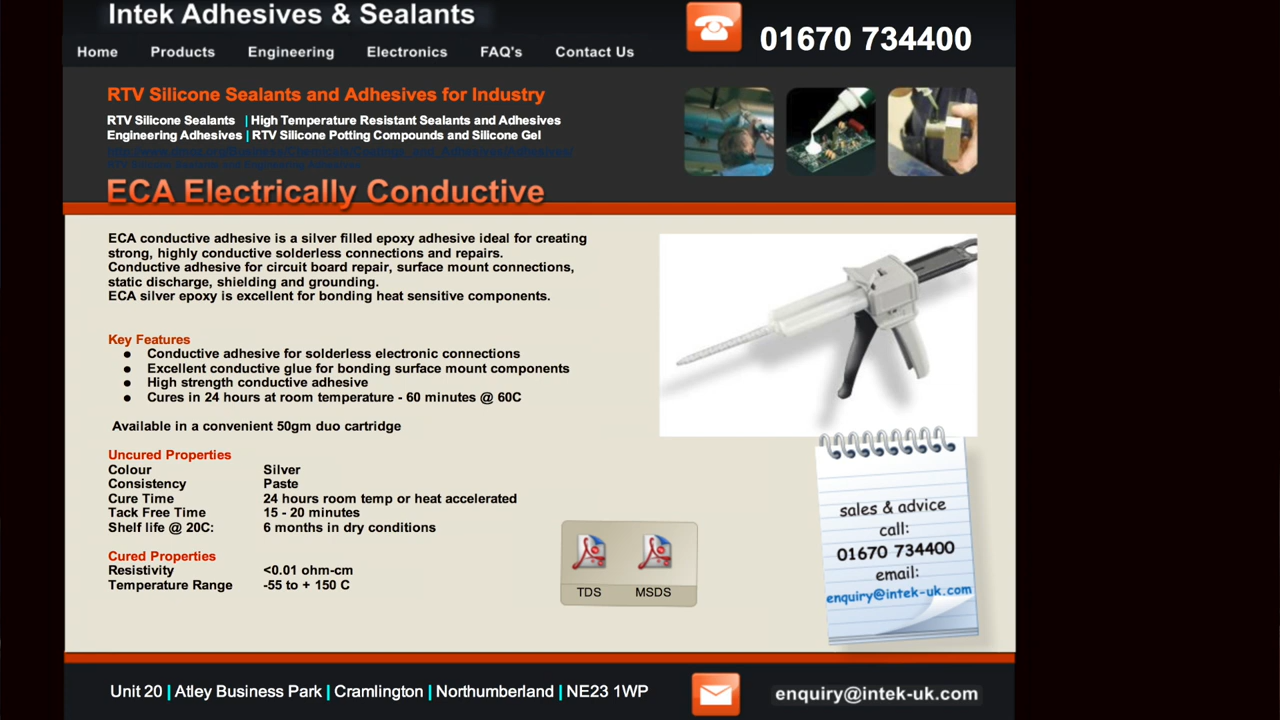 Intek Adhesives & Sealants
01670 734400
Home Products Engineering Electronics FAQ's Contact Us
RTV Silicone Sealants and Adhesives for Industry
RTV Silicone Sealants | High Temperature Resistant Sealants and Adhesives
Engineering Adhesives | RTV Silicone Potting Compounds and Silicone Gel
ECA Electrically Conductive
ECA conductive adhesive is a silver filled epoxy adhesive ideal for creating
strong, highly conductive solderless connections and repairs.
Conductive adhesive for circuit board repair, surface mount connections,
static discharge, shielding and grounding.
ECA silver epoxy is excellent for bonding heat sensitive components.
Key Features
● Conductive adhesive for solderless electronic connections
● Excellent conductive glue for bonding surface mount components
● High strength conductive adhesive
● Cures in 24 hours at room temperature - 60 minutes @ 60C
Available in a convenient 50gm duo cartridge
Uncured Properties
Colour Silver
Consistency Paste
Cure Time 24 hours room temp or heat accelerated
Tack Free Time 15 - 20 minutes
Shelf life @ 20C: 6 months in dry conditions
Cured Properties
Resistivity <0.01 ohm-cm
Temperature Range -55 to + 150 C
TDS MSDS
sales & advice
call:
01670 734400
email:
enquiry@intek-uk.com
Unit 20 | Atley Business Park | Cramlington | Northumberland | NE23 1WP
enquiry@intek-uk.com